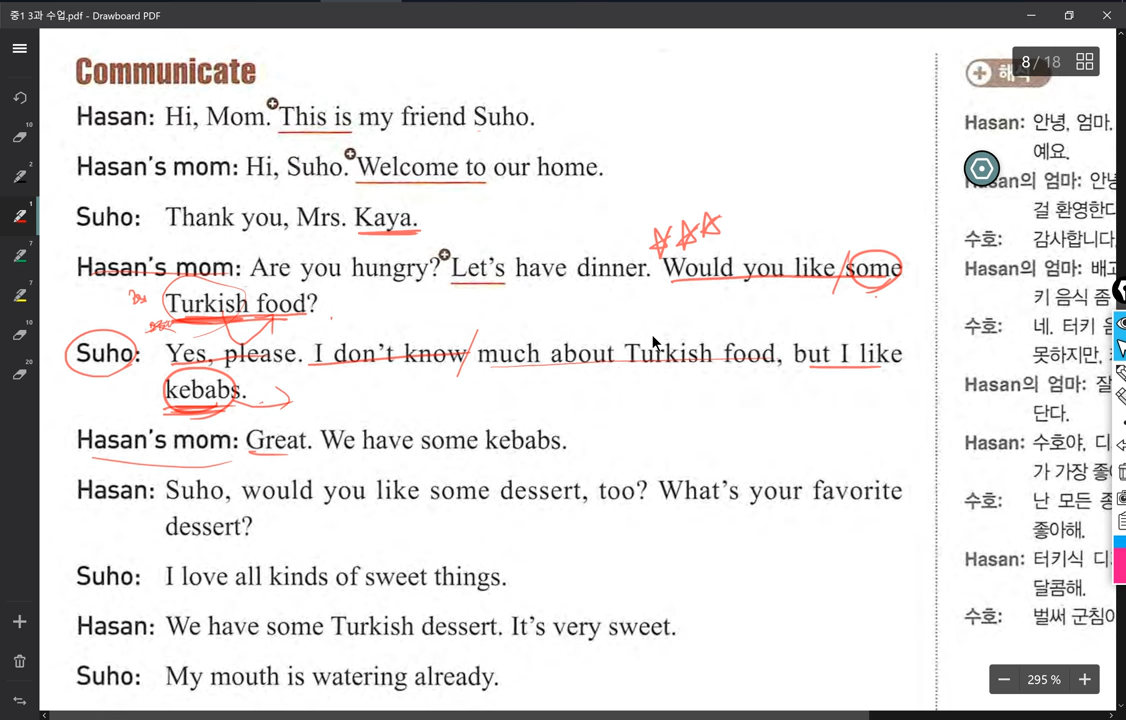 중1 3과 수업.pdf - Drawboard PDF
8 / 18
Communicate
Hasan: Hi, Mom. This is my friend Suho.
Hasan's mom: Hi, Suho. Welcome to our home.
Suho: Thank you, Mrs. Kaya.
Hasan's mom: Are you hungry? Let's have dinner. Would you like some
Turkish food?
Suho: Yes, please. I don't know much about Turkish food, but I like
kebabs.
Hasan's mom: Great. We have some kebabs.
Hasan: Suho, would you like some dessert, too? What's your favorite
dessert?
Suho: I love all kinds of sweet things.
Hasan: We have some Turkish dessert. It's very sweet.
Suho: My mouth is watering already.
해
Hasan: 안녕, 엄마.
예요.
Hasan의 엄마: 안녕
걸 환영한다
수호: 감사합니다
Hasan의 엄마: 배고
키 음식 좀
수호: 네. 터키 음
못하지만,
Hasan의 엄마: 잘
단다.
Hasan: 수호야, 디
가 가장 좋
수호: 난 모든 종
좋아해.
Hasan: 터키식 디
달콤해.
수호: 벌써 군침이
10
2
1
7
7
10
20
295 %